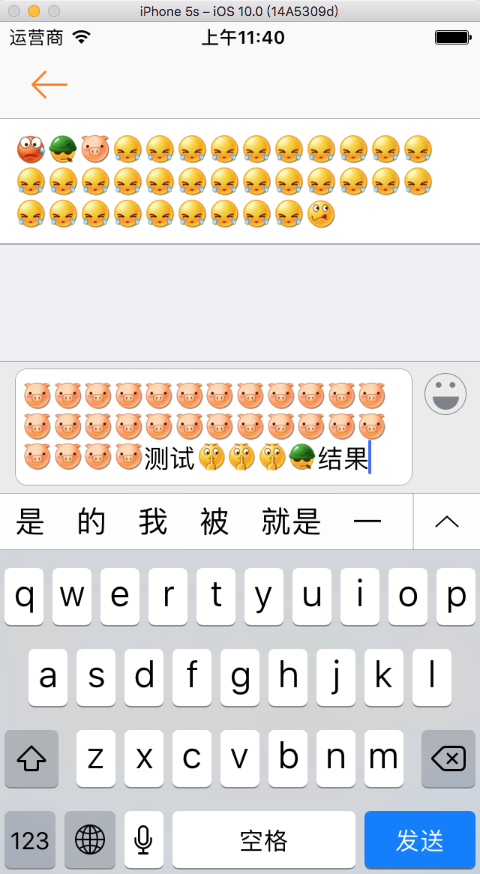 iPhone 5s – iOS 10.0 (14A5309d)
运营商 上午11:40
测试 结果
是 的 我 被 就是 一
q w e r t y u i o p
a s d f g h j k l
z x c v b n m
123 空格 发送